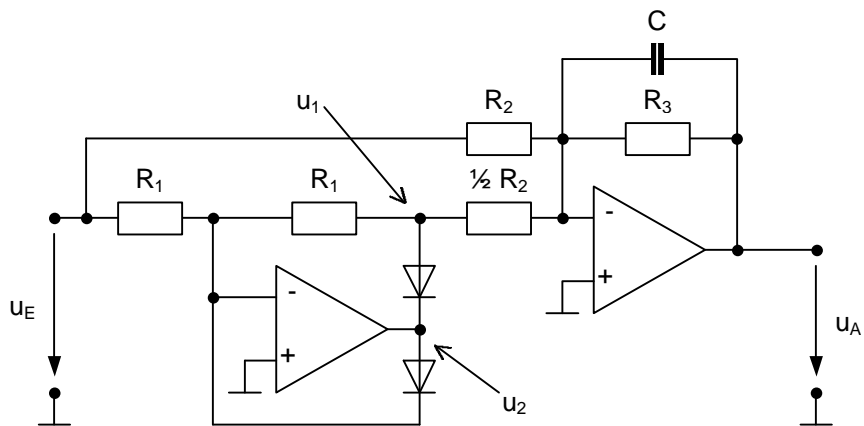 C
u₁
R₂
R₃
R₁
R₁
½ R₂
-
+
-
+
uE
uA
u₂